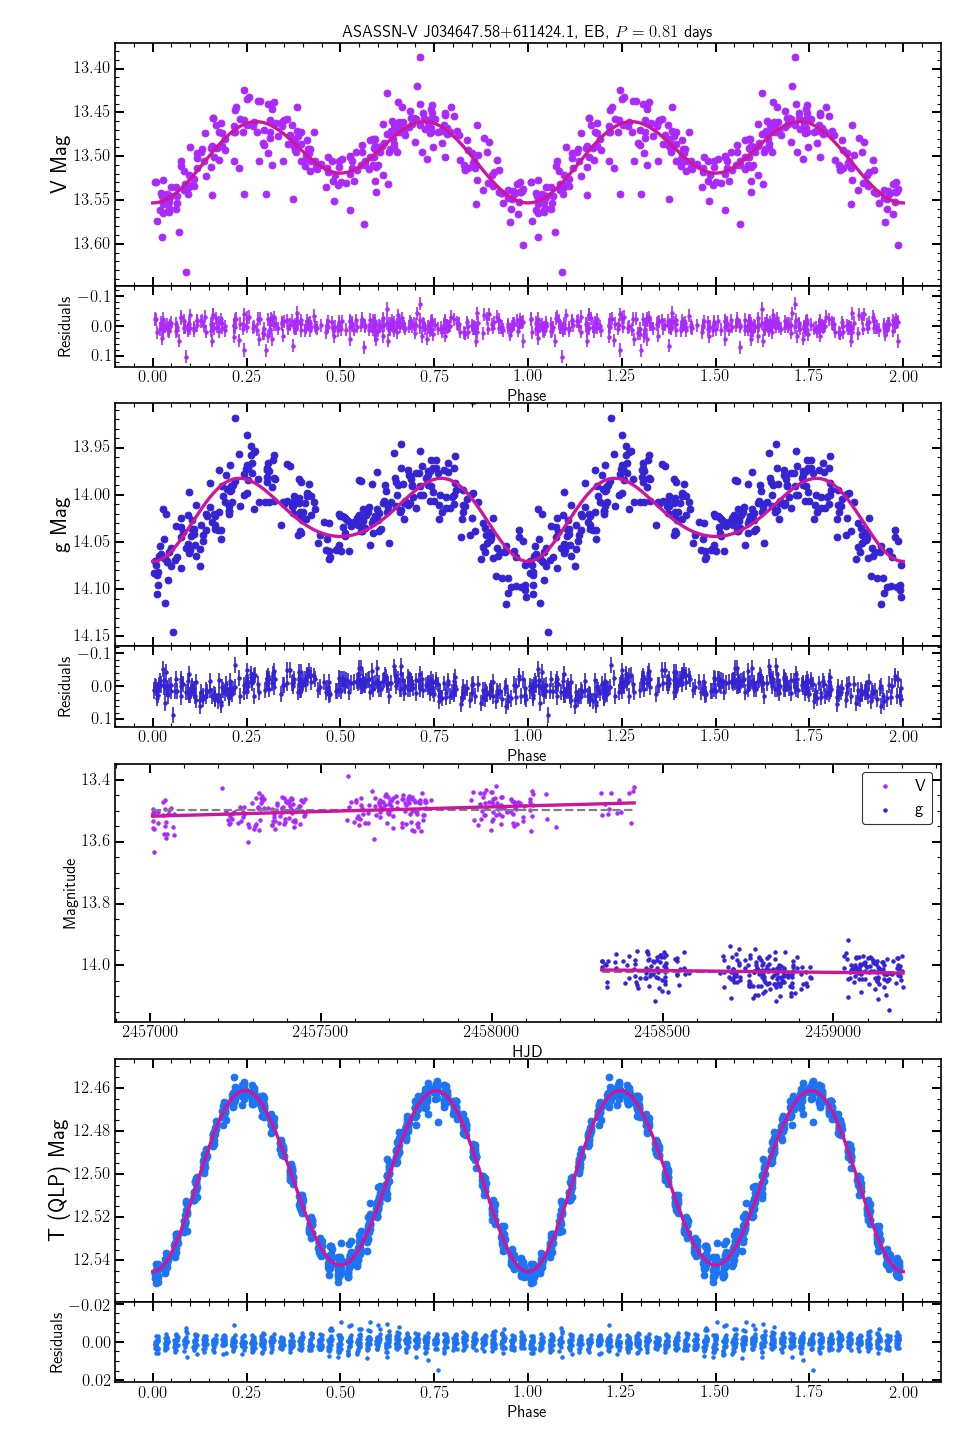 ASASSN-V J034647.58+611424.1, EB, P = 0.81 days
13.40
13.45
13.50
13.55
13.60
V Mag
−0.1
0.0
0.1
Residuals
0.00 0.25 0.50 0.75 1.00 1.25 1.50 1.75 2.00
Phase
13.95
14.00
14.05
14.10
14.15
g Mag
−0.1
0.0
0.1
Residuals
0.00 0.25 0.50 0.75 1.00 1.25 1.50 1.75 2.00
Phase
13.4
13.6
13.8
14.0
Magnitude
V
g
2457000 2457500 2458000 2458500 2459000
HJD
12.46
12.48
12.50
12.52
12.54
T (QLP) Mag
−0.02
0.00
0.02
Residuals
0.00 0.25 0.50 0.75 1.00 1.25 1.50 1.75 2.00
Phase